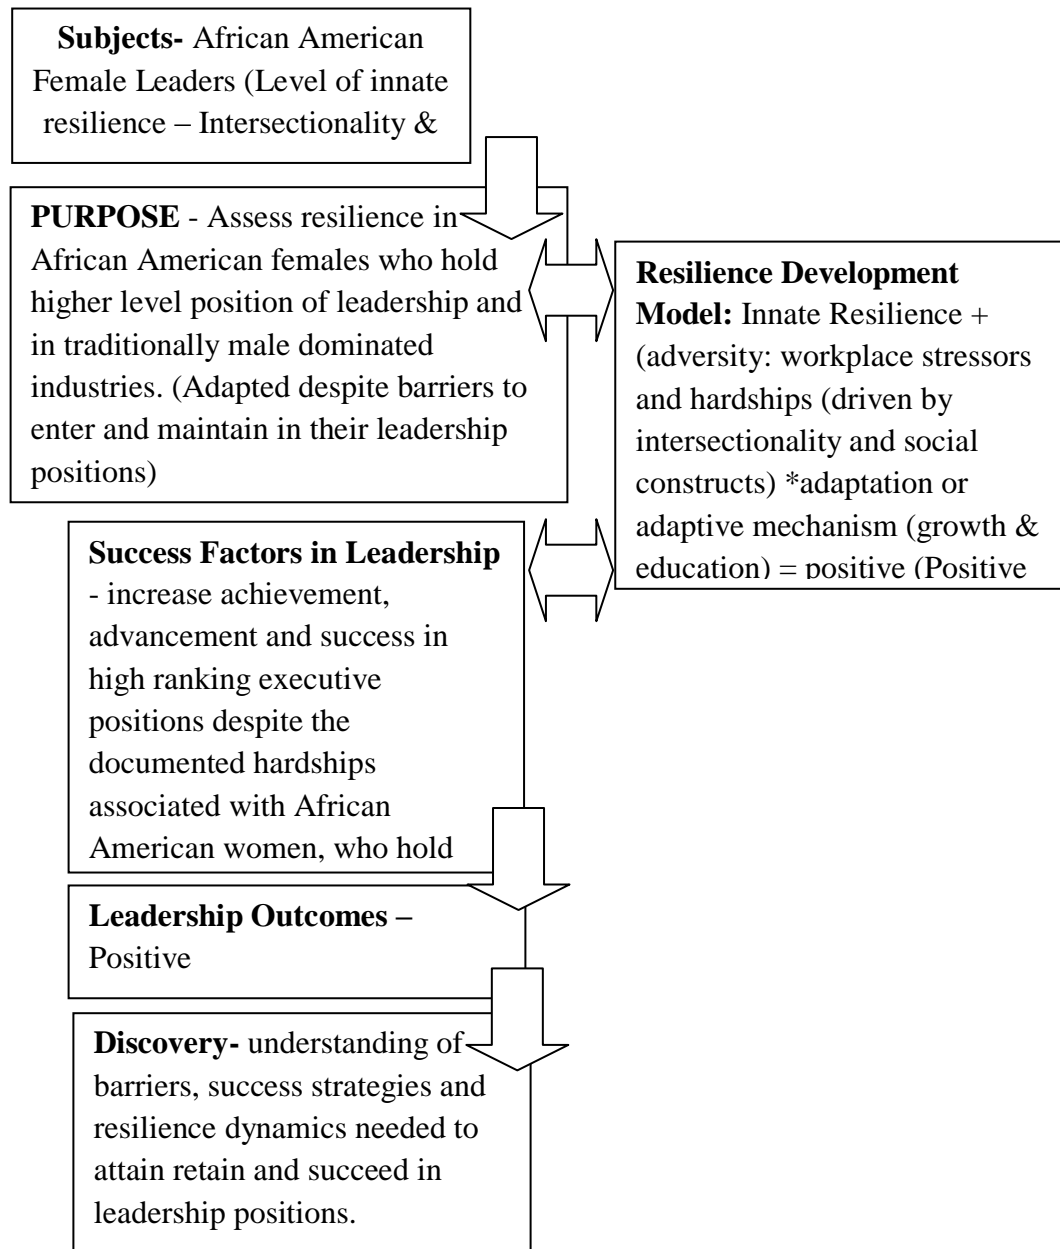 Subjects- African American
Female Leaders (Level of innate
resilience – Intersectionality &
PURPOSE - Assess resilience in
African American females who hold
higher level position of leadership and
in traditionally male dominated
industries. (Adapted despite barriers to
enter and maintain in their leadership
positions)
Resilience Development
Model: Innate Resilience +
(adversity: workplace stressors
and hardships (driven by
intersectionality and social
constructs) *adaptation or
adaptive mechanism (growth &
education) = positive (Positive
Success Factors in Leadership
- increase achievement,
advancement and success in
high ranking executive
positions despite the
documented hardships
associated with African
American women, who hold
Leadership Outcomes –
Positive
Discovery- understanding of
barriers, success strategies and
resilience dynamics needed to
attain retain and succeed in
leadership positions.